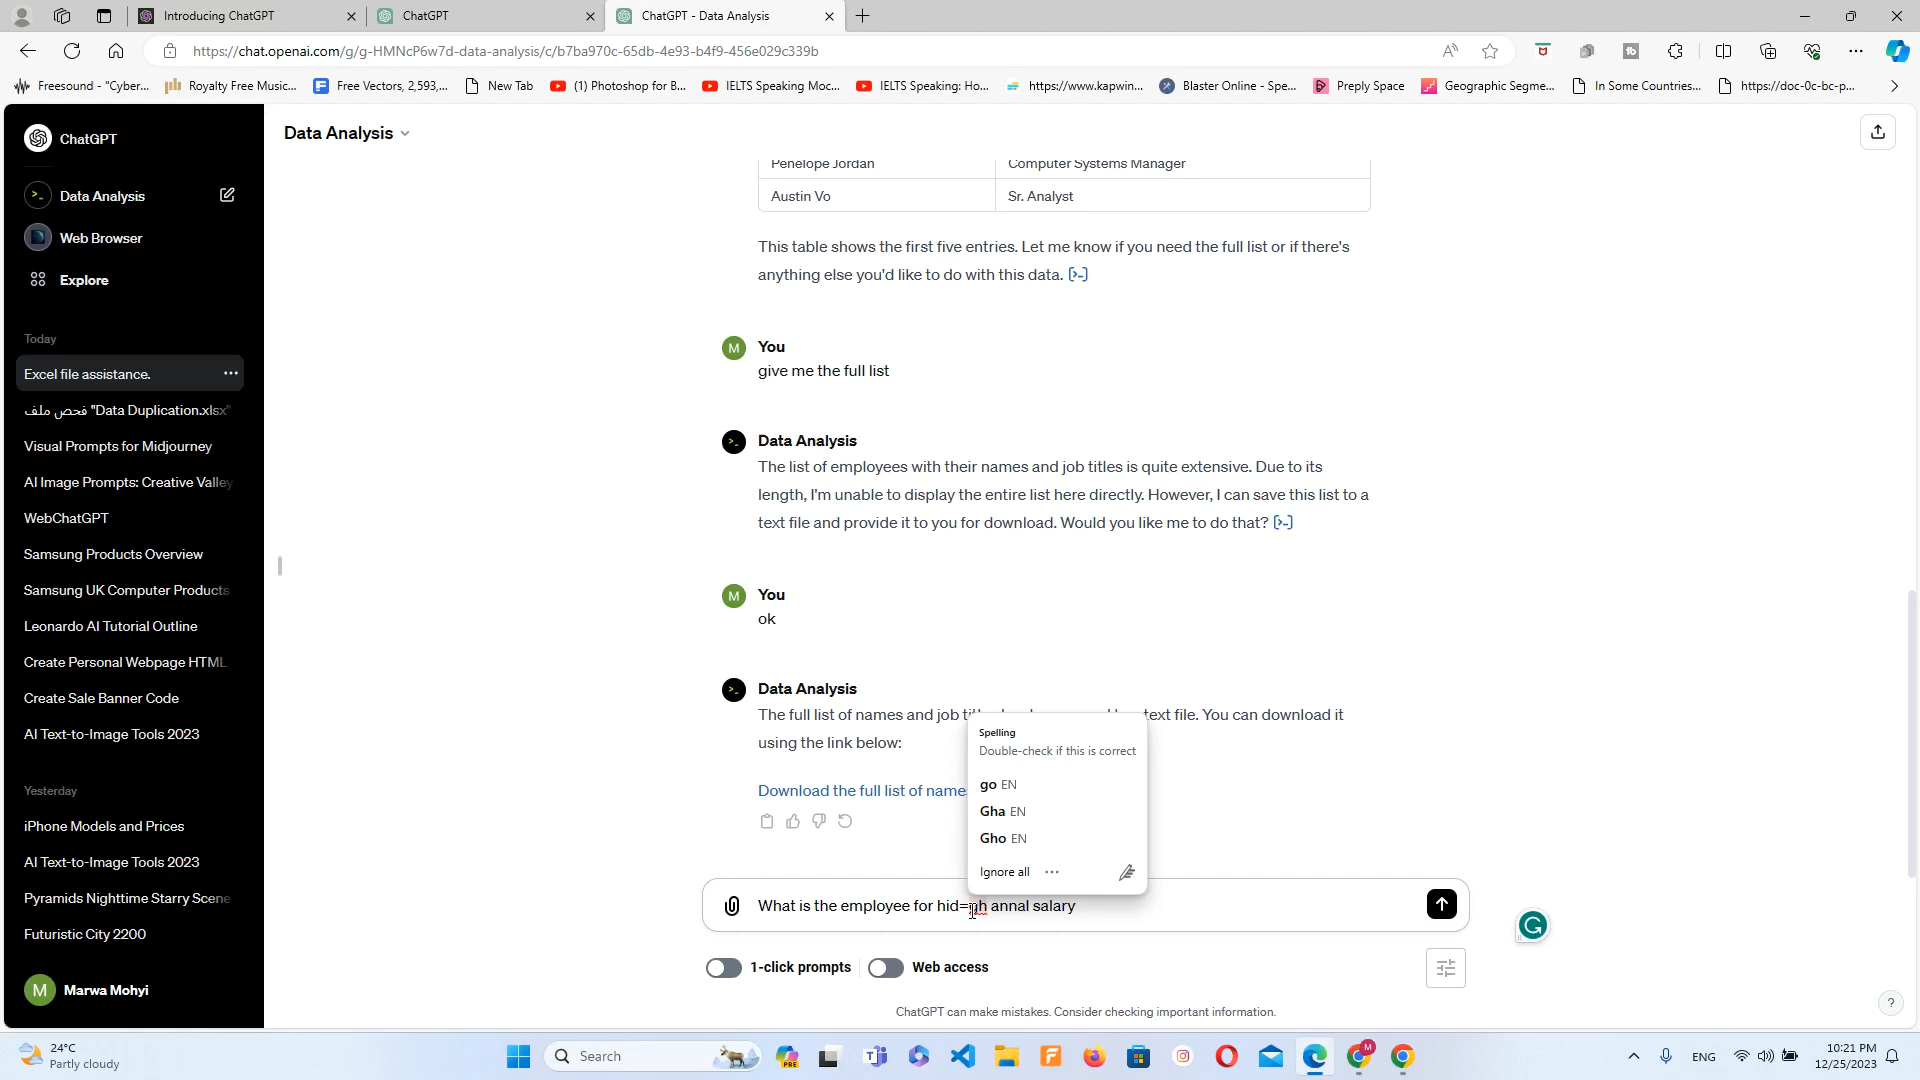 Introducing ChatGPT
ChatGPT
ChatGPT - Data Analysis
https://chat.openai.com/g/g-HMNcP6w7d-data-analysis/c/b7ba970c-65db-4e93-b4f9-456e029c339b
Freesound - "Cyber...
Royalty Free Music...
Free Vectors, 2,593,...
New Tab
(1) Photoshop for B...
IELTS Speaking Moc...
IELTS Speaking: Ho...
https://www.kapwin...
Blaster Online - Spe...
Preply Space
Geographic Segme...
In Some Countries...
https://doc-0c-bc-p...
ChatGPT
Data Analysis
Web Browser
Explore
Today
Excel file assistance.
فحص ملف "Data Duplication.xlsx"
Visual Prompts for Midjourney
AI Image Prompts: Creative Valley
WebChatGPT
Samsung Products Overview
Samsung UK Computer Products
Leonardo AI Tutorial Outline
Create Personal Webpage HTML
Create Sale Banner Code
AI Text-to-Image Tools 2023
Yesterday
iPhone Models and Prices
AI Text-to-Image Tools 2023
Pyramids Nighttime Starry Scene
Futuristic City 2200
M
Marwa Mohyi
Data Analysis
Penelope Jordan
Computer Systems Manager
Austin Vo
Sr. Analyst
This table shows the first five entries. Let me know if you need the full list or if there's
anything else you'd like to do with this data. [>-]
M
You
give me the full list
Data Analysis
The list of employees with their names and job titles is quite extensive. Due to its
length, I'm unable to display the entire list here directly. However, I can save this list to a
text file and provide it to you for download. Would you like me to do that? [>-]
M
You
ok
Data Analysis
The full list of names and job text file. You can download it
using the link below:
Download the full list of name
Spelling
Double-check if this is correct
go EN
Gha EN
Gho EN
Ignore all
What is the employee for hid=gh annal salary
1-click prompts
Web access
ChatGPT can make mistakes. Consider checking important information.
?
24°C
Partly cloudy
Search
PRE
M
ENG
10:21 PM
12/25/2023